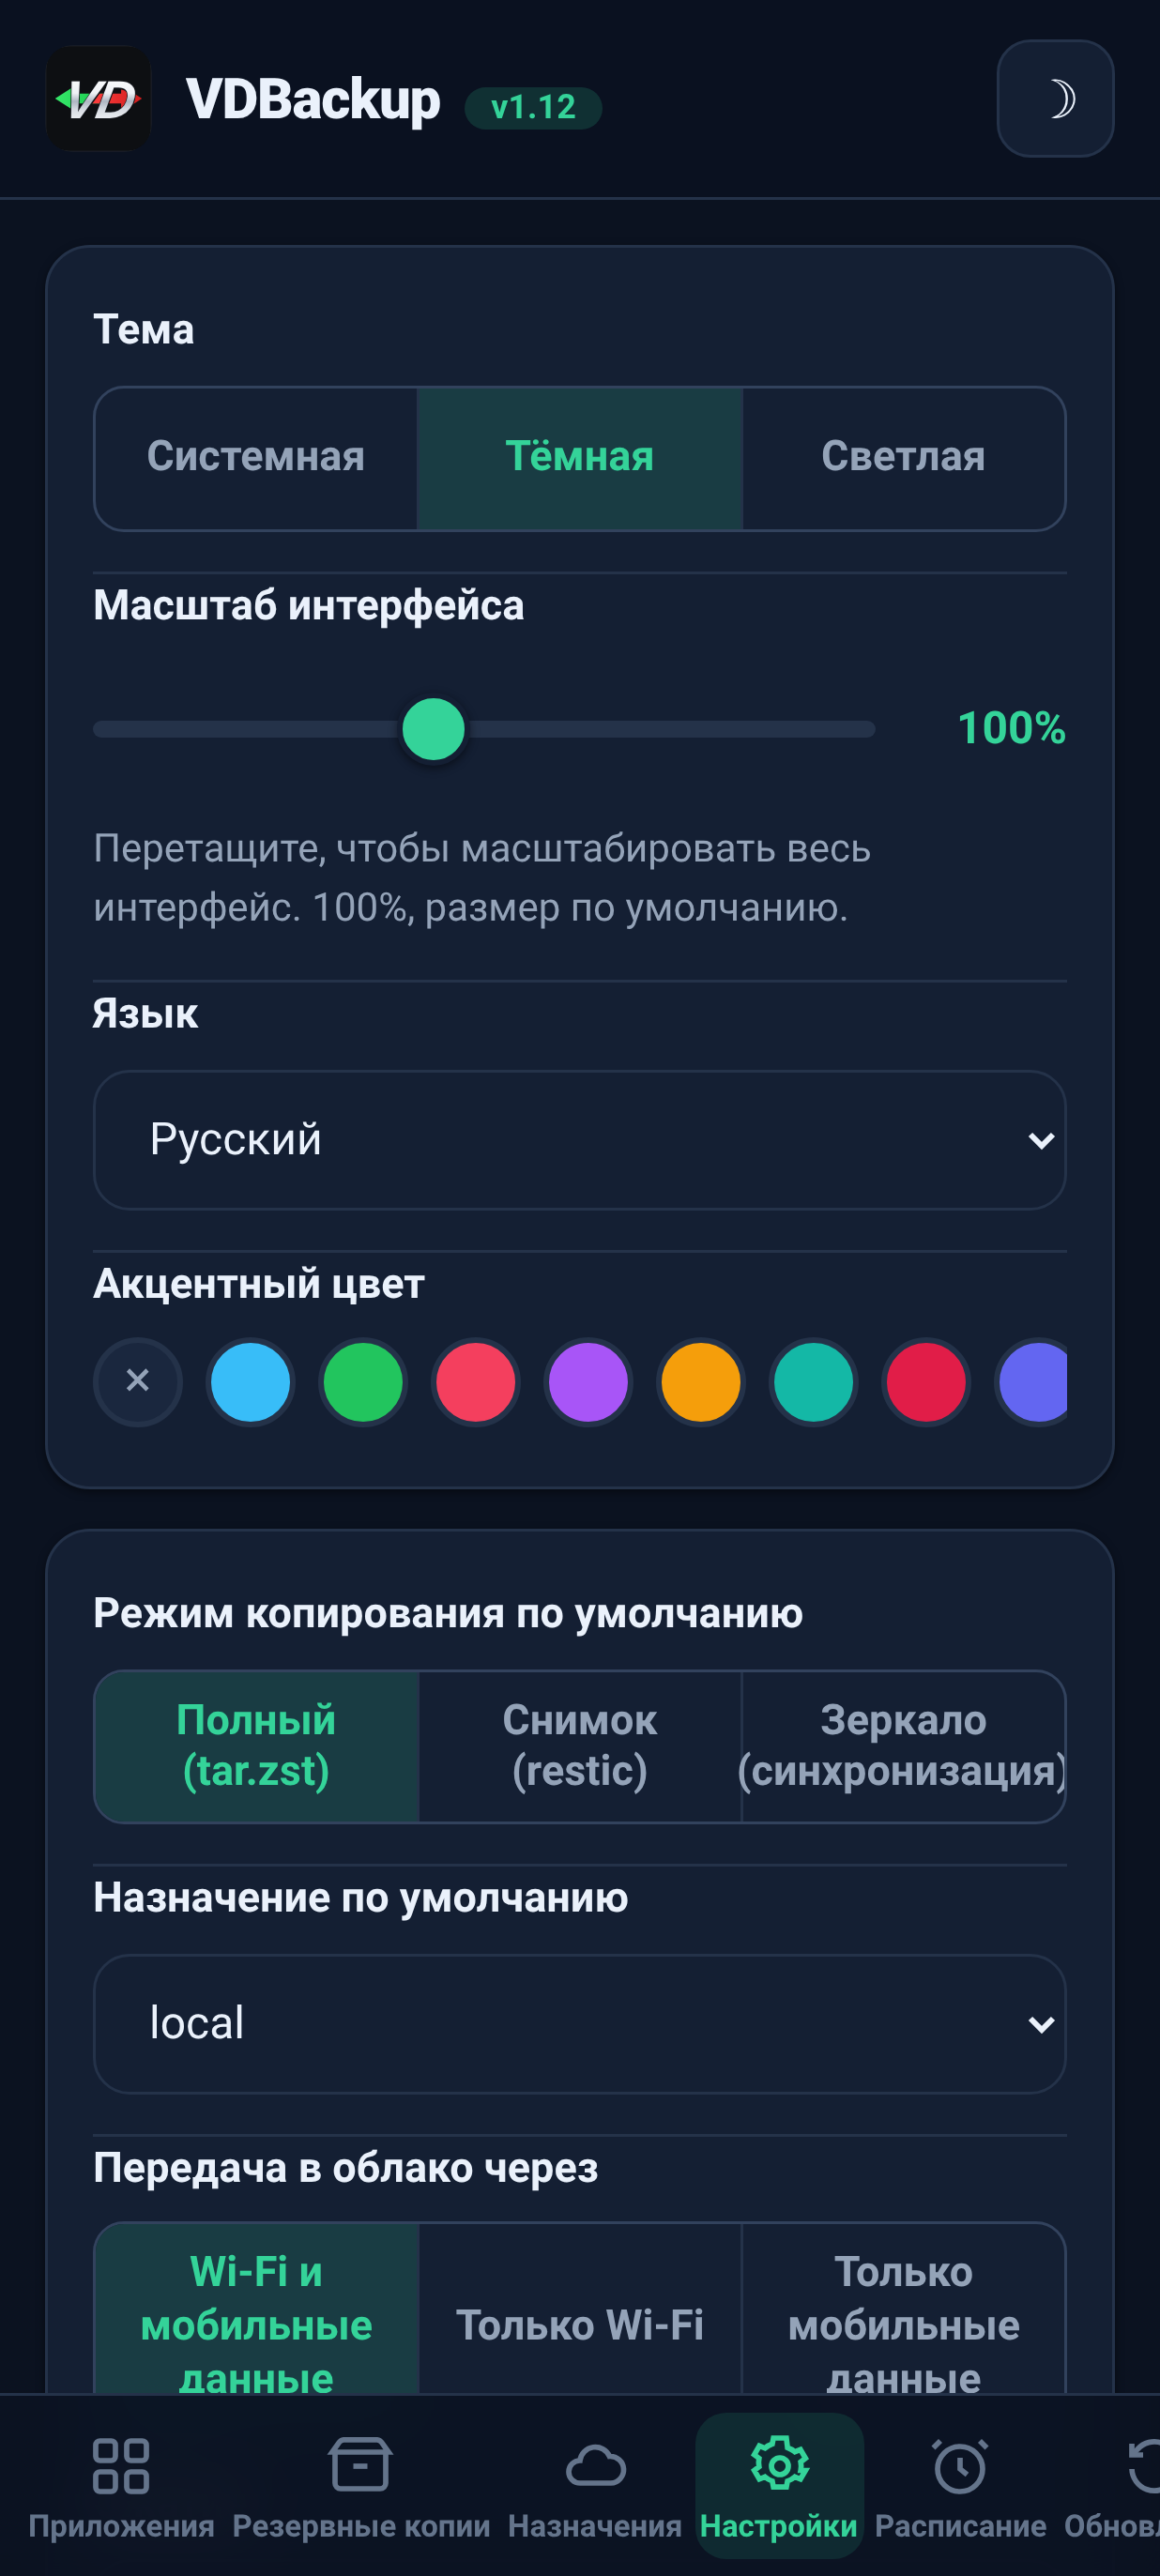 VD
VDBackup v1.12
Тема
Системная Тёмная Светлая
Масштаб интерфейса
100%
Перетащите, чтобы масштабировать весь
интерфейс. 100%, размер по умолчанию.
Язык
Русский
Акцентный цвет
Режим копирования по умолчанию
Полный
(tar.zst)
Снимок
(restic)
Зеркало
(синхронизация)
Назначение по умолчанию
local
Передача в облако через
Wi-Fi и
мобильные
данные
Только Wi-Fi
Только
мобильные
данные
Приложения Резервные копии Назначения Настройки Расписание